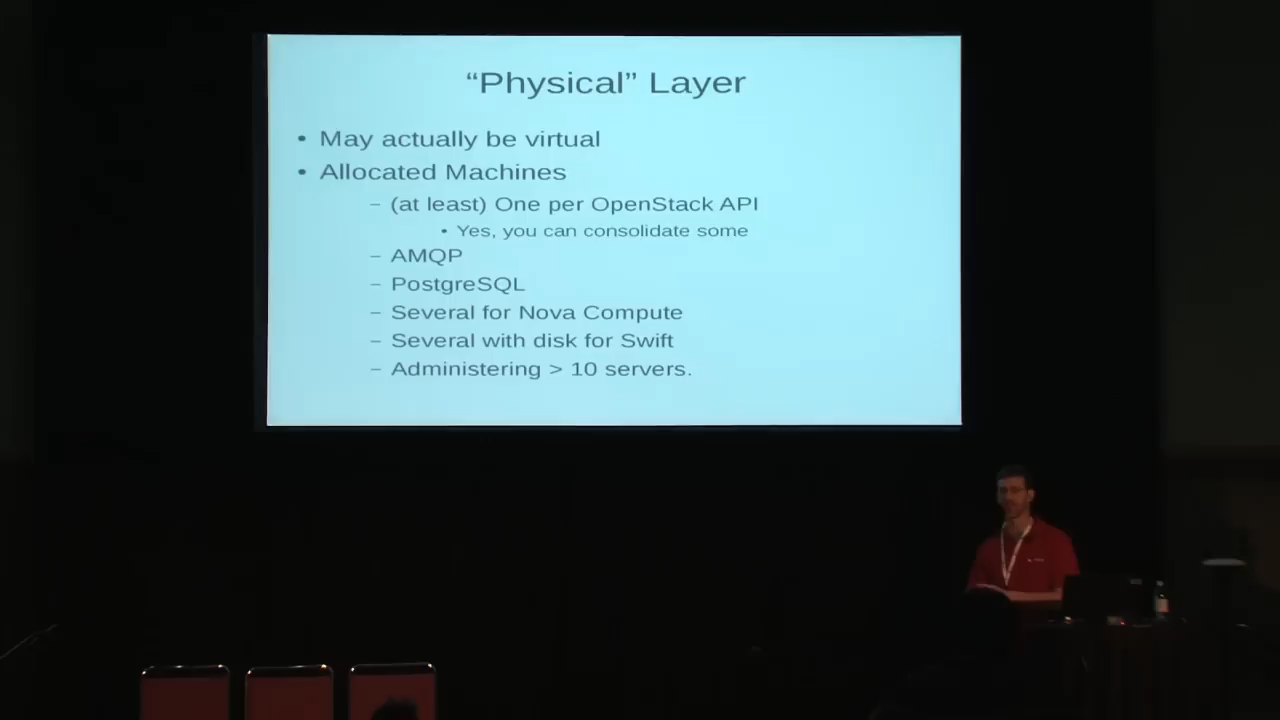 “Physical” Layer
• May actually be virtual
• Allocated Machines
– (at least) One per OpenStack API
• Yes, you can consolidate some
– AMQP
– PostgreSQL
– Several for Nova Compute
– Several with disk for Swift
– Administering > 10 servers.